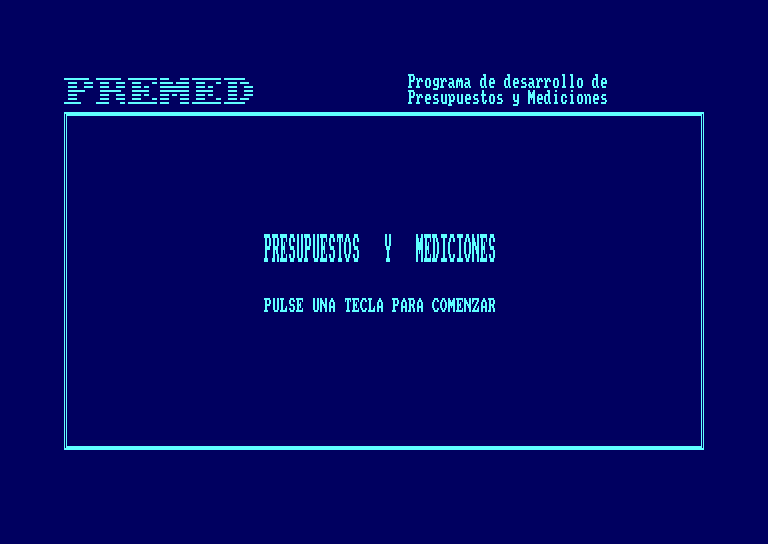 PREMED
Programa de desarrollo de
Presupuestos y Mediciones
PRESUPUESTOS Y MEDICIONES
PULSE UNA TECLA PARA COMENZAR